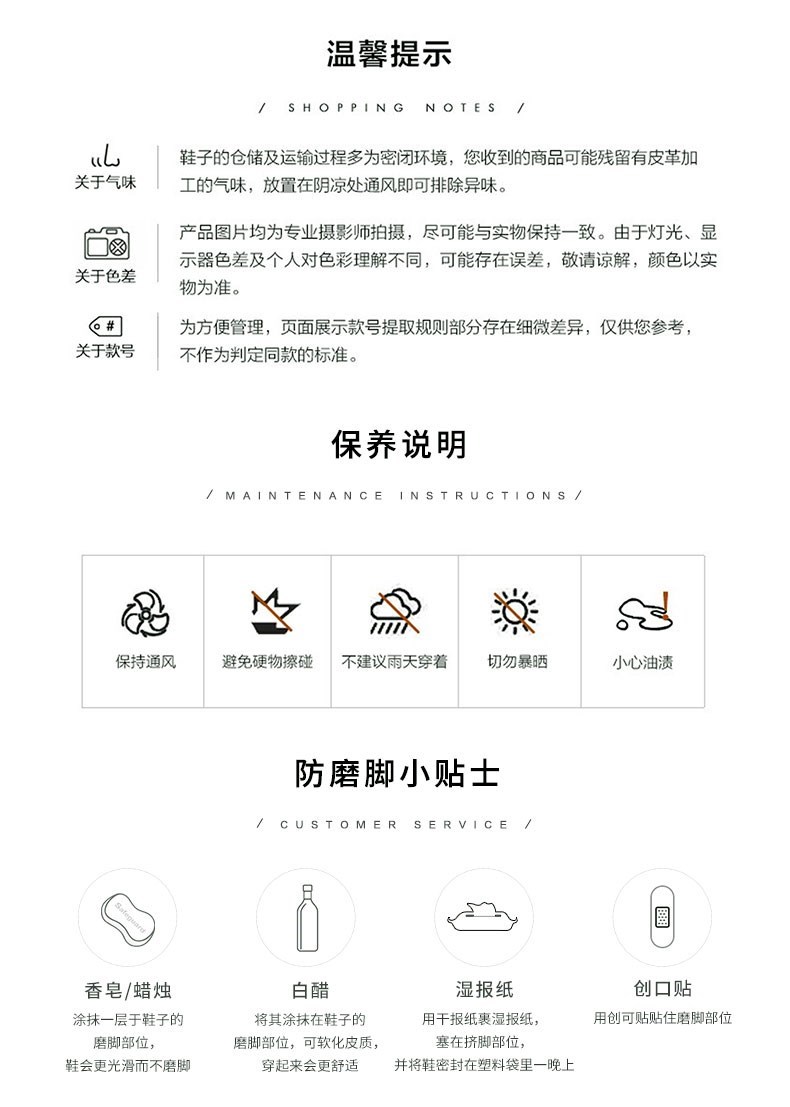 温馨提示
/ SHOPPING NOTES /
关于气味
鞋子的仓储及运输过程多为密闭环境，您收到的商品可能残留有皮革加
工的气味，放置在阴凉处通风即可排除异味。
关于色差
产品图片均为专业摄影师拍摄，尽可能与实物保持一致。由于灯光、显
示器色差及个人对色彩理解不同，可能存在误差，敬请谅解，颜色以实
物为准。
#
关于款号
为方便管理，页面展示款号提取规则部分存在细微差异，仅供您参考，
不作为判定同款的标准。
保养说明
/ MAINTENANCE INSTRUCTIONS /
保持通风
避免硬物擦碰
不建议雨天穿着
切勿暴晒
小心油渍
防磨脚小贴士
/ CUSTOMER SERVICE /
Safeguard
香皂/蜡烛
涂抹一层于鞋子的
磨脚部位，
鞋会更光滑而不磨脚
白醋
将其涂抹在鞋子的
磨脚部位，可软化皮质，
穿起来会更舒适
湿报纸
用干报纸裹湿报纸，
塞在挤脚部位，
并将鞋密封在塑料袋里一晚上
创口贴
用创可贴贴住磨脚部位